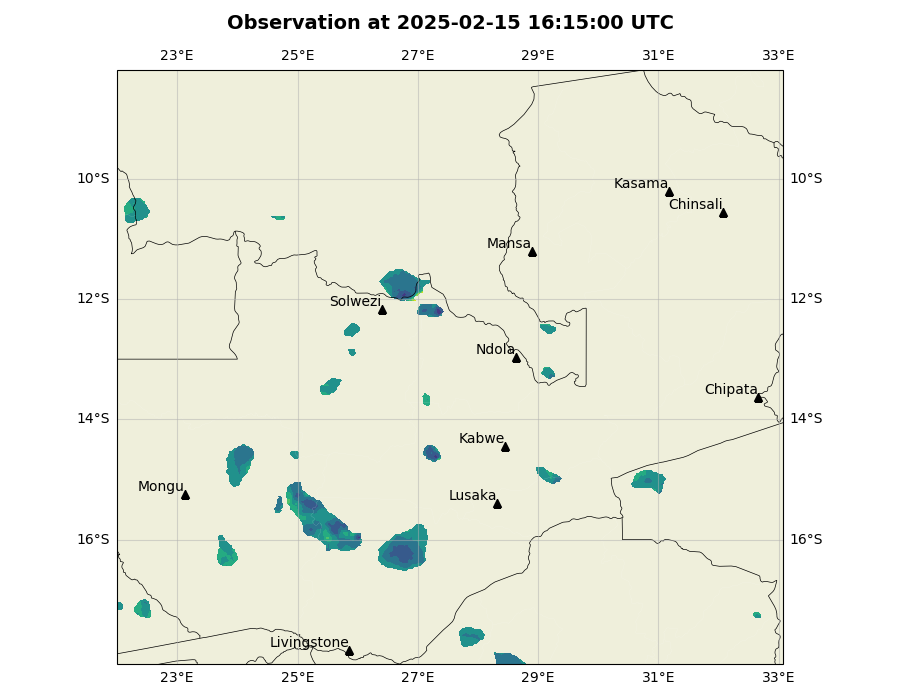 Observation at 2025-02-15 16:15:00 UTC
23°E 25°E 27°E 29°E 31°E 33°E
10°S 10°S
Kasama
Chinsali
Mansa
12°S 12°S
Solwezi
Ndola
Chipata
14°S 14°S
Kabwe
Mongu
Lusaka
16°S 16°S
Livingstone
23°E 25°E 27°E 29°E 31°E 33°E